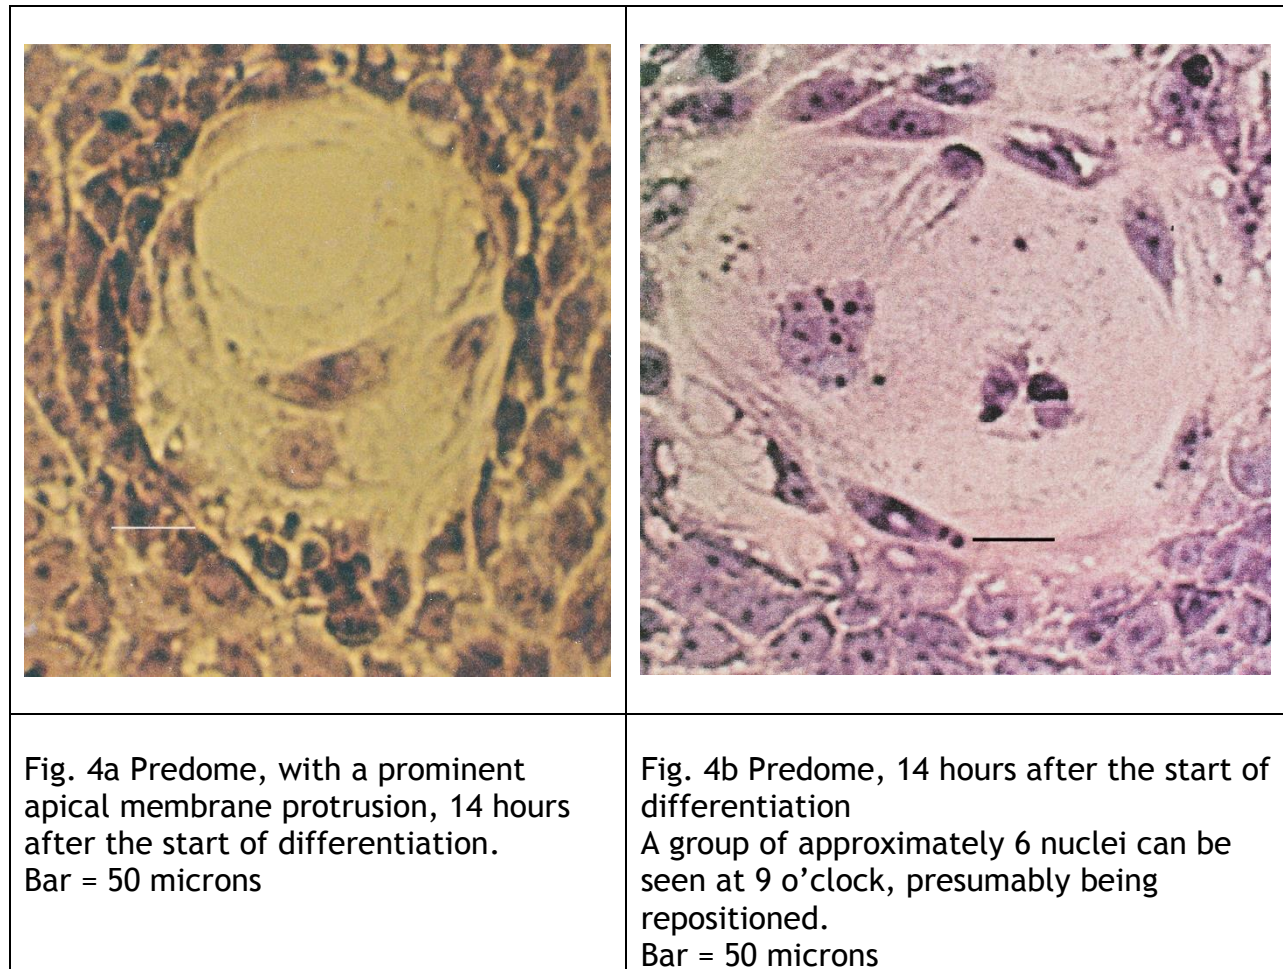 Fig. 4a Predome, with a prominent
apical membrane protrusion, 14 hours
after the start of differentiation.
Bar = 50 microns
Fig. 4b Predome, 14 hours after the start of
differentiation
A group of approximately 6 nuclei can be
seen at 9 o’clock, presumably being
repositioned.
Bar = 50 microns